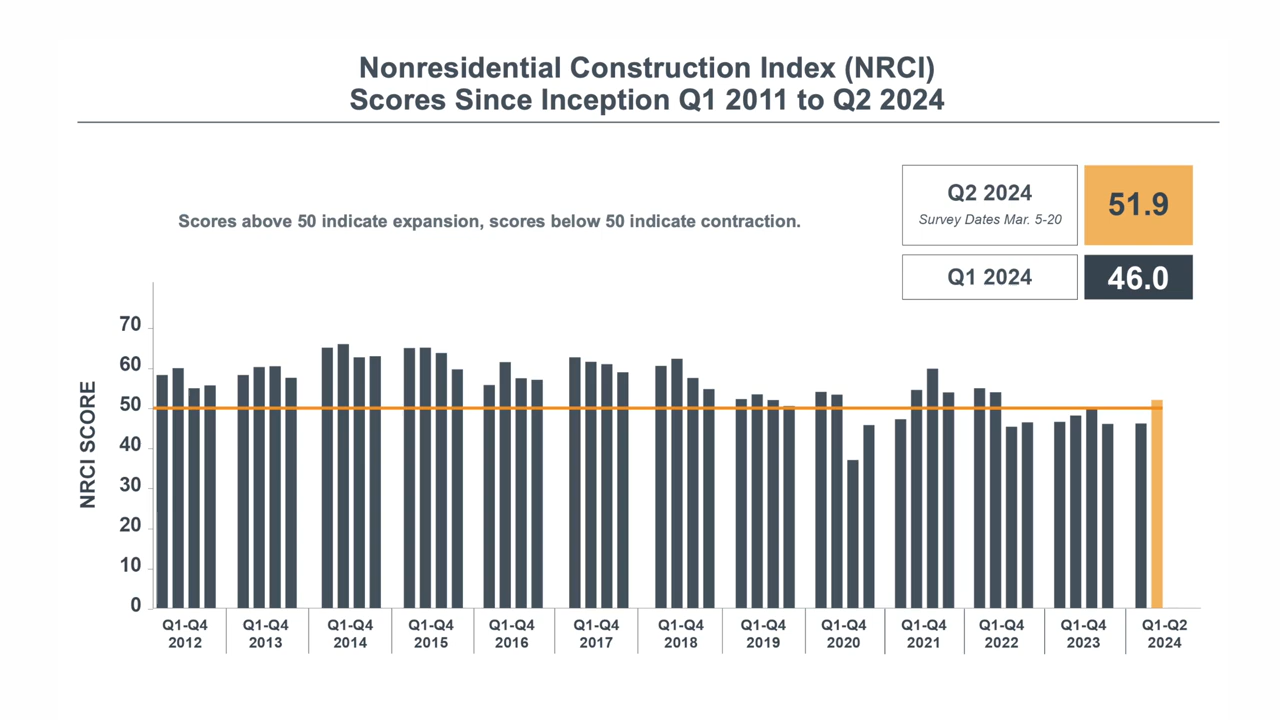 Nonresidential Construction Index (NRCI)
Scores Since Inception Q1 2011 to Q2 2024
Q2 2024
Survey Dates Mar. 5-20
51.9
Scores above 50 indicate expansion, scores below 50 indicate contraction.
Q1 2024
46.0
NRCI SCORE
70
60
50
40
30
20
10
0
Q1-Q4
2012
Q1-Q4
2013
Q1-Q4
2014
Q1-Q4
2015
Q1-Q4
2016
Q1-Q4
2017
Q1-Q4
2018
Q1-Q4
2019
Q1-Q4
2020
Q1-Q4
2021
Q1-Q4
2022
Q1-Q4
2023
Q1-Q2
2024